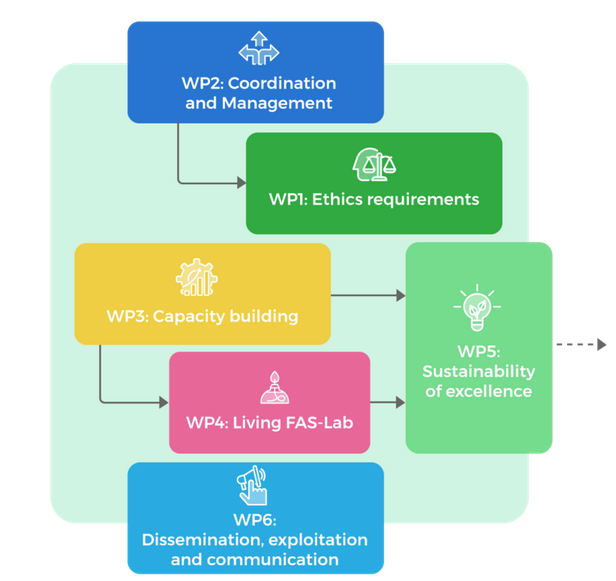 WP2: Coordination
and Management
WP1: Ethics requirements
WP3: Capacity building
WP5:
Sustainability
of excellence
WP4: Living FAS-Lab
WP6:
Dissemination, exploitation
and communication